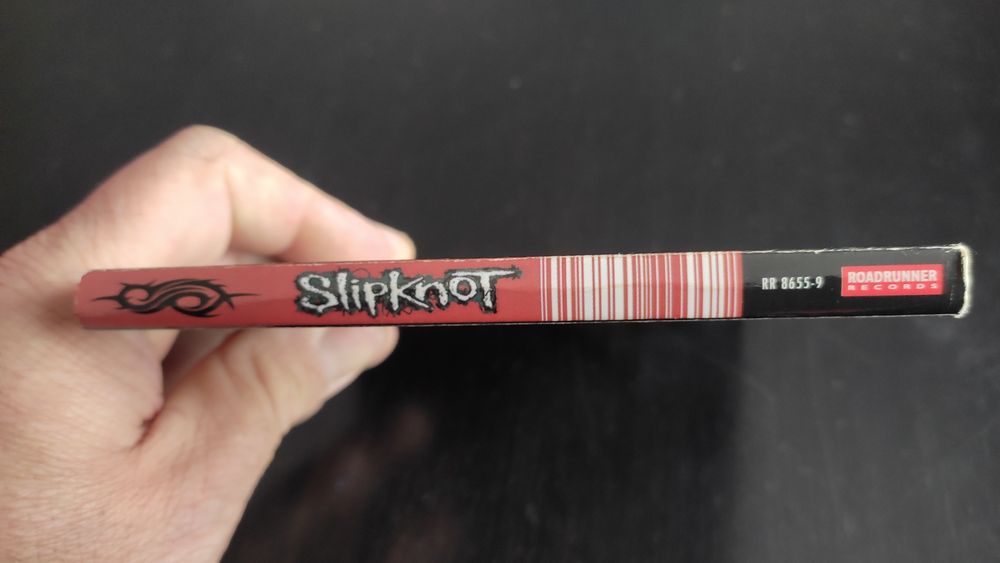 SlipKnoT
RR 8655-9
ROADRUNNER
RECORDS